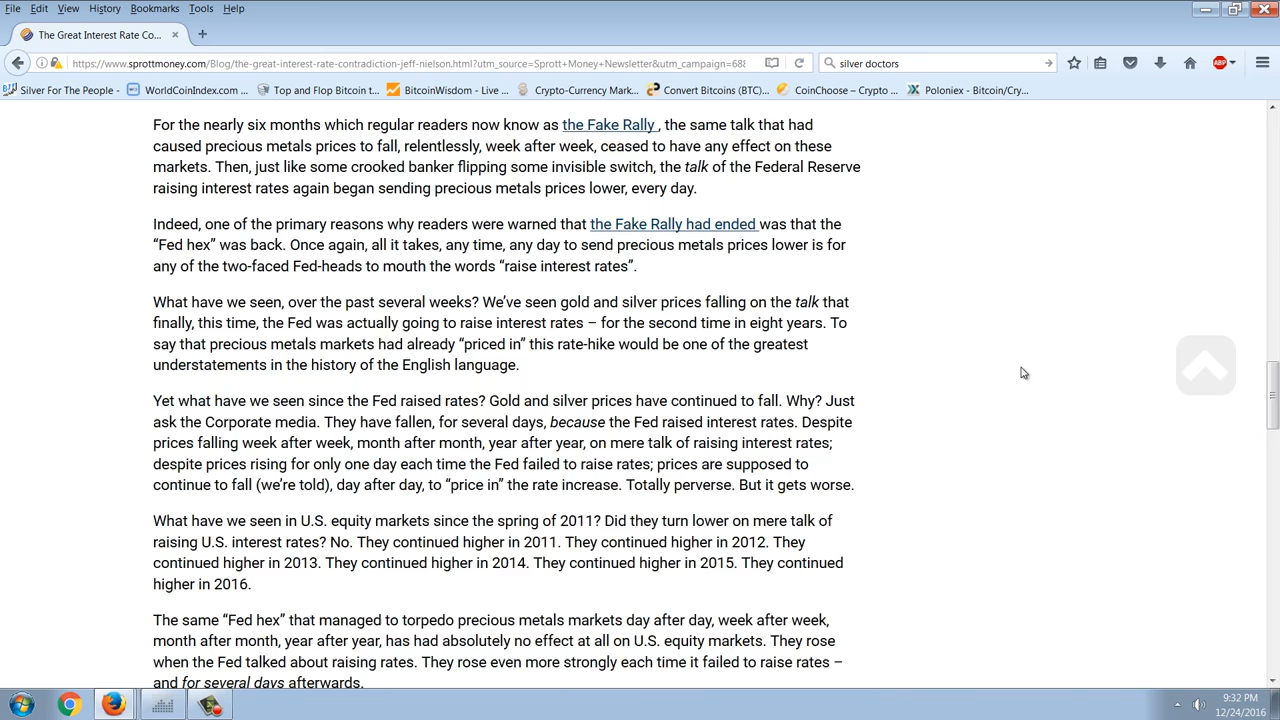 File Edit View History Bookmarks Tools Help
The Great Interest Rate Co...
https://www.sprottmoney.com/Blog/the-great-interest-rate-contradiction-jeff-nielson.html?utm_source=Sprott+Money+Newsletter&utm_campaign=688
silver doctors
Silver For The People - WorldCoinIndex.com ... Top and Flop Bitcoin t... BitcoinWisdom - Live ... Crypto-Currency Mark... Convert Bitcoins (BTC)... CoinChoose – Crypto ... Poloniex - Bitcoin/Cry...
For the nearly six months which regular readers now know as the Fake Rally , the same talk that had
caused precious metals prices to fall, relentlessly, week after week, ceased to have any effect on these
markets. Then, just like some crooked banker flipping some invisible switch, the talk of the Federal Reserve
raising interest rates again began sending precious metals prices lower, every day.
Indeed, one of the primary reasons why readers were warned that the Fake Rally had ended was that the
“Fed hex” was back. Once again, all it takes, any time, any day to send precious metals prices lower is for
any of the two-faced Fed-heads to mouth the words “raise interest rates”.
What have we seen, over the past several weeks? We’ve seen gold and silver prices falling on the talk that
finally, this time, the Fed was actually going to raise interest rates – for the second time in eight years. To
say that precious metals markets had already “priced in” this rate-hike would be one of the greatest
understatements in the history of the English language.
Yet what have we seen since the Fed raised rates? Gold and silver prices have continued to fall. Why? Just
ask the Corporate media. They have fallen, for several days, because the Fed raised interest rates. Despite
prices falling week after week, month after month, year after year, on mere talk of raising interest rates;
despite prices rising for only one day each time the Fed failed to raise rates; prices are supposed to
continue to fall (we’re told), day after day, to “price in” the rate increase. Totally perverse. But it gets worse.
What have we seen in U.S. equity markets since the spring of 2011? Did they turn lower on mere talk of
raising U.S. interest rates? No. They continued higher in 2011. They continued higher in 2012. They
continued higher in 2013. They continued higher in 2014. They continued higher in 2015. They continued
higher in 2016.
The same “Fed hex” that managed to torpedo precious metals markets day after day, week after week,
month after month, year after year, has had absolutely no effect at all on U.S. equity markets. They rose
when the Fed talked about raising rates. They rose even more strongly each time it failed to raise rates –
and for several days afterwards.
ABP
9:32 PM
12/24/2016